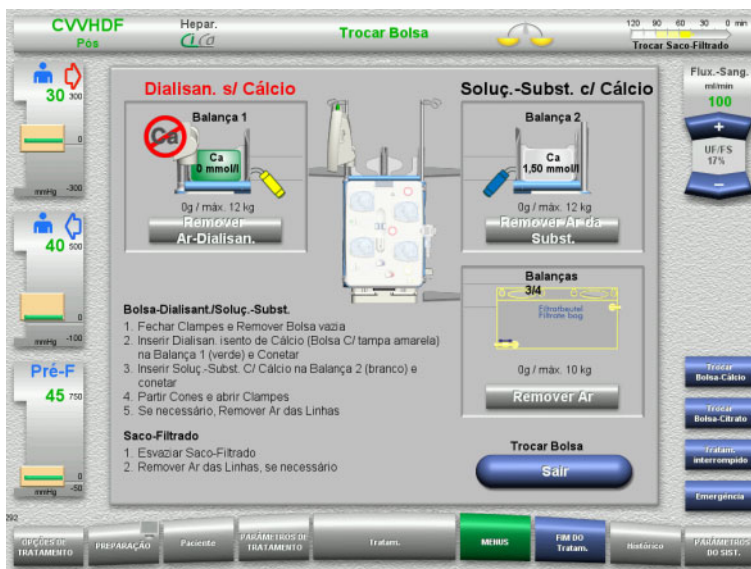 CVVHDF
Pós
Hepar.
CiCa
Trocar Bolsa
120 90 60 30 0 min
Trocar Saco-Filtrado
30 300
0
mmHg -300
40 500
0
mmHg -100
Pré-F
45 750
0
mmHg -50
Dialisan. s/ Cálcio
Balança 1
Ca
Ca
0 mmol/l
0g / máx. 12 kg
Remover
Ar-Dialisan.
Soluç.-Subst. c/ Cálcio
Balança 2
Ca
1,50 mmol/l
0g / máx. 12 kg
Remover Ar da
Subst.
Balanças
3/4
Filtratbeutel
Filtrate bag
0g / máx. 10 kg
Remover Ar
Bolsa-Dialisant./Soluç.-Subst.
1. Fechar Clampes e Remover Bolsa vazia
2. Inserir Dialisan. isento de Cálcio (Bolsa C/ tampa amarela)
na Balança 1 (verde) e Conetar
3. Inserir Soluç.-Subst. C/ Cálcio na Balança 2 (branco) e
conetar
4. Partir Cones e abrir Clampes
5. Se necessário, Remover Ar das Linhas
Saco-Filtrado
1. Esvaziar Saco-Filtrado
2. Remover Ar das Linhas, se necessário
Trocar Bolsa
Sair
Flux.-Sang.
ml/min
100
+
UF/FS
17%
–
Trocar
Bolsa-Cálcio
Trocar
Bolsa-Citrato
Tratam.
interrompido
Emergência
292
OPÇÕES DE
TRATAMENTO
PREPARAÇÃO
Paciente
PARÂMETROS DE
TRATAMENTO
Tratam.
MENUS
FIM DO
Tratam.
Histórico
PARÂMETROS
DO SIST.